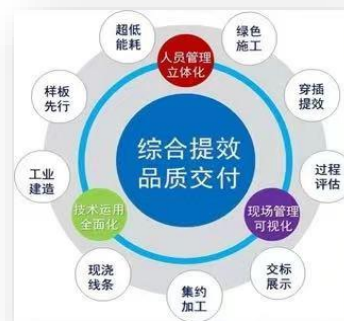 超低
能耗
绿色
施工
人员管理
立体化
样板
先行
穿插
提效
综合提效
品质交付
工业
建造
过程
评估
技术运用
全面化
现场管理
可视化
现浇
线条
交标
展示
集约
加工